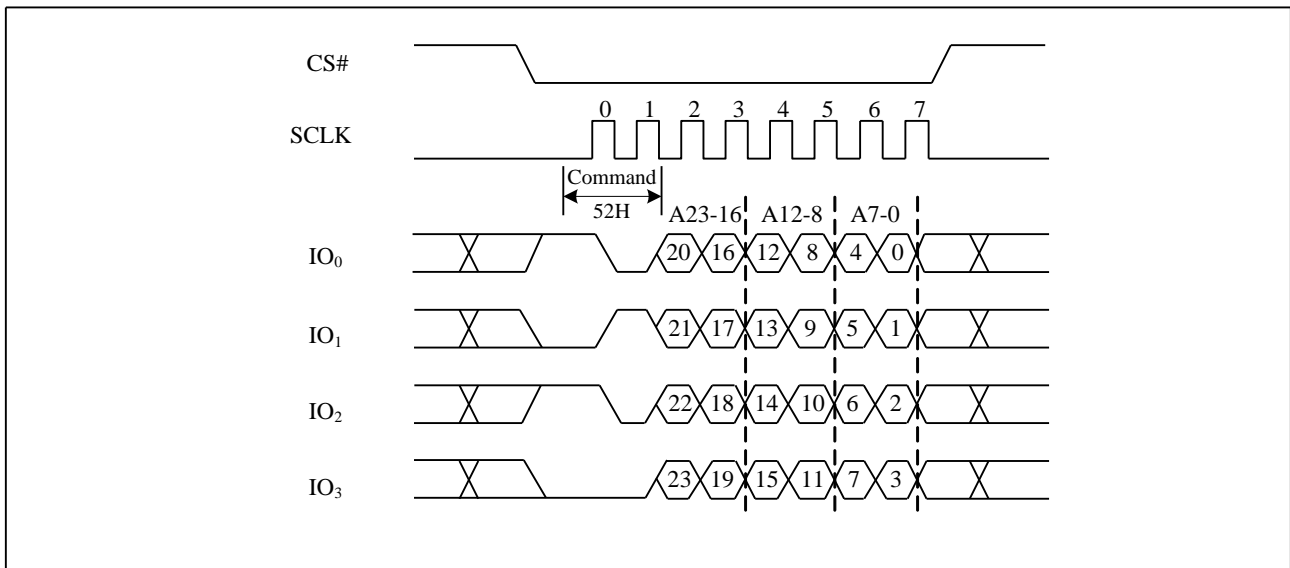 CS#
0 1 2 3 4 5 6 7
SCLK
Command
52H
A23-16 A12-8 A7-0
IO₀ 20 16 12 8 4 0
IO₁ 21 17 13 9 5 1
IO₂ 22 18 14 10 6 2
IO₃ 23 19 15 11 7 3